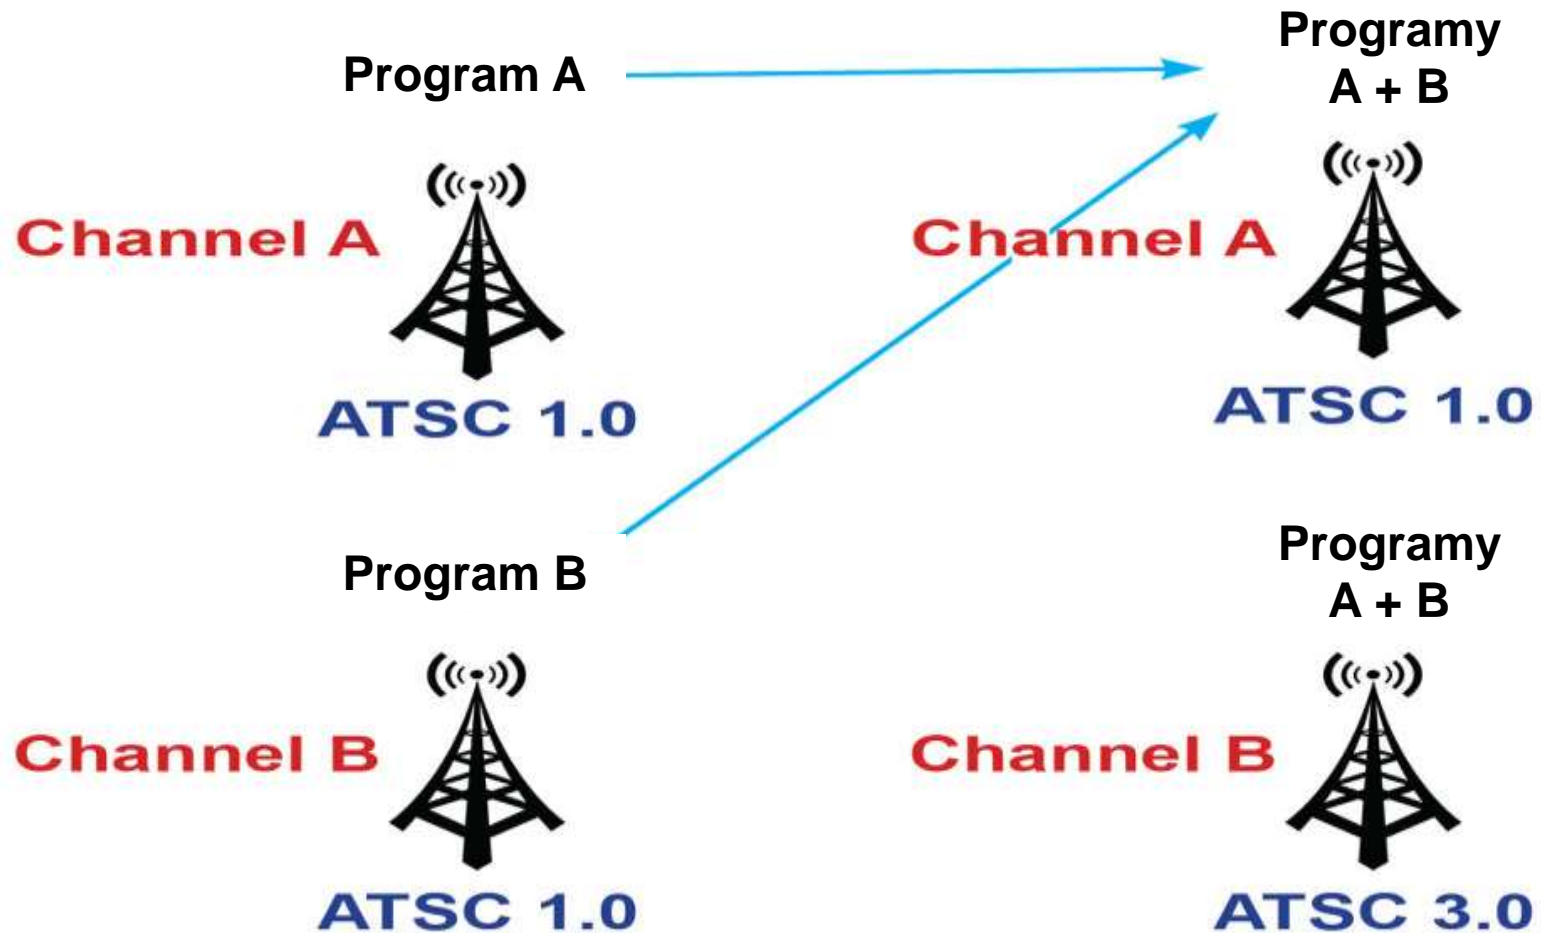 Program A
Programy
A + B
Channel A
Channel A
ATSC 1.0
ATSC 1.0
Program B
Programy
A + B
Channel B
Channel B
ATSC 1.0
ATSC 3.0